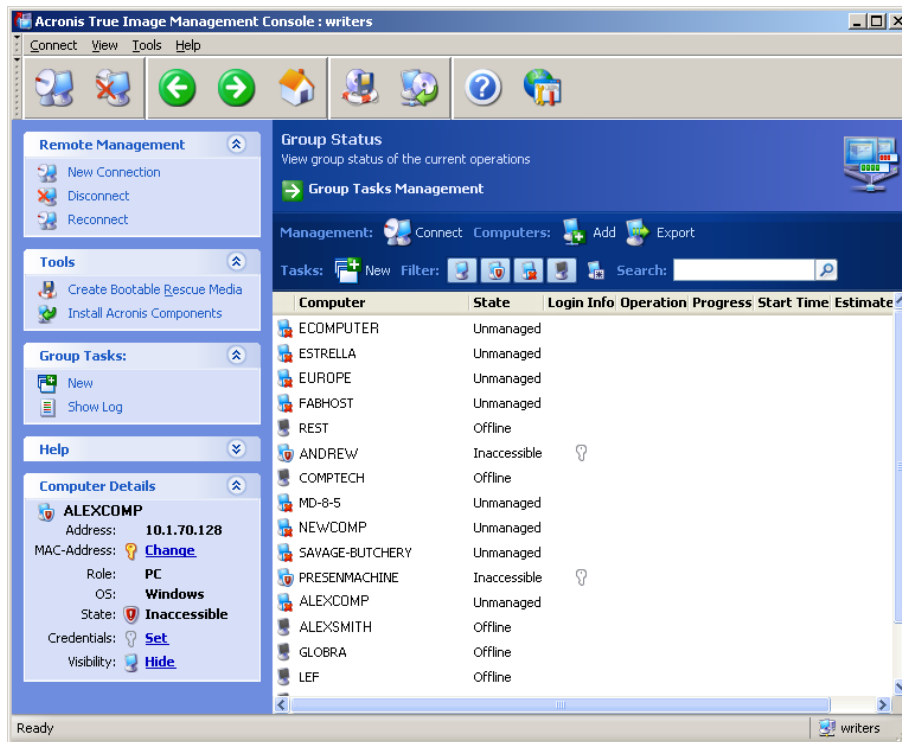 Acronis True Image Management Console : writers
Connect View Tools Help
Remote Management
New Connection
Disconnect
Reconnect
Tools
Create Bootable Rescue Media
Install Acronis Components
Group Tasks:
New
Show Log
Help
Computer Details
ALEXCOMP
Address: 10.1.70.128
MAC-Address: Change
Role: PC
OS: Windows
State: Inaccessible
Credentials: Set
Visibility: Hide
Group Status
View group status of the current operations
Group Tasks Management
Management: Connect Computers: Add Export
Tasks: New Filter: Search:
Computer State Login Info Operation Progress Start Time Estimate
ECOMPUTER Unmanaged
ESTRELLA Unmanaged
EUROPE Unmanaged
FABHOST Unmanaged
REST Offline
ANDREW Inaccessible
COMPTECH Offline
MD-8-5 Unmanaged
NEWCOMP Unmanaged
SAVAGE-BUTCHERY Unmanaged
PRESENMACHINE Inaccessible
ALEXCOMP Unmanaged
ALEXSMITH Offline
GLOBRA Offline
LEF Offline
Ready writers